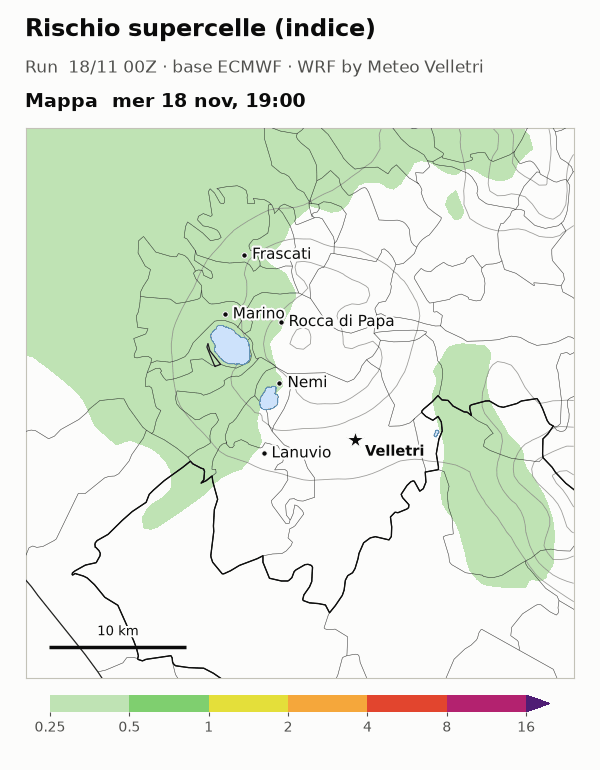 Rischio supercelle (indice)
Run  18/11 00Z · base ECMWF · WRF by Meteo Velletri
Mappa  mer 18 nov, 19:00
Frascati
Marino
Rocca di Papa
Nemi
Velletri
Lanuvio
10 km
0.25 0.5 1 2 4 8 16